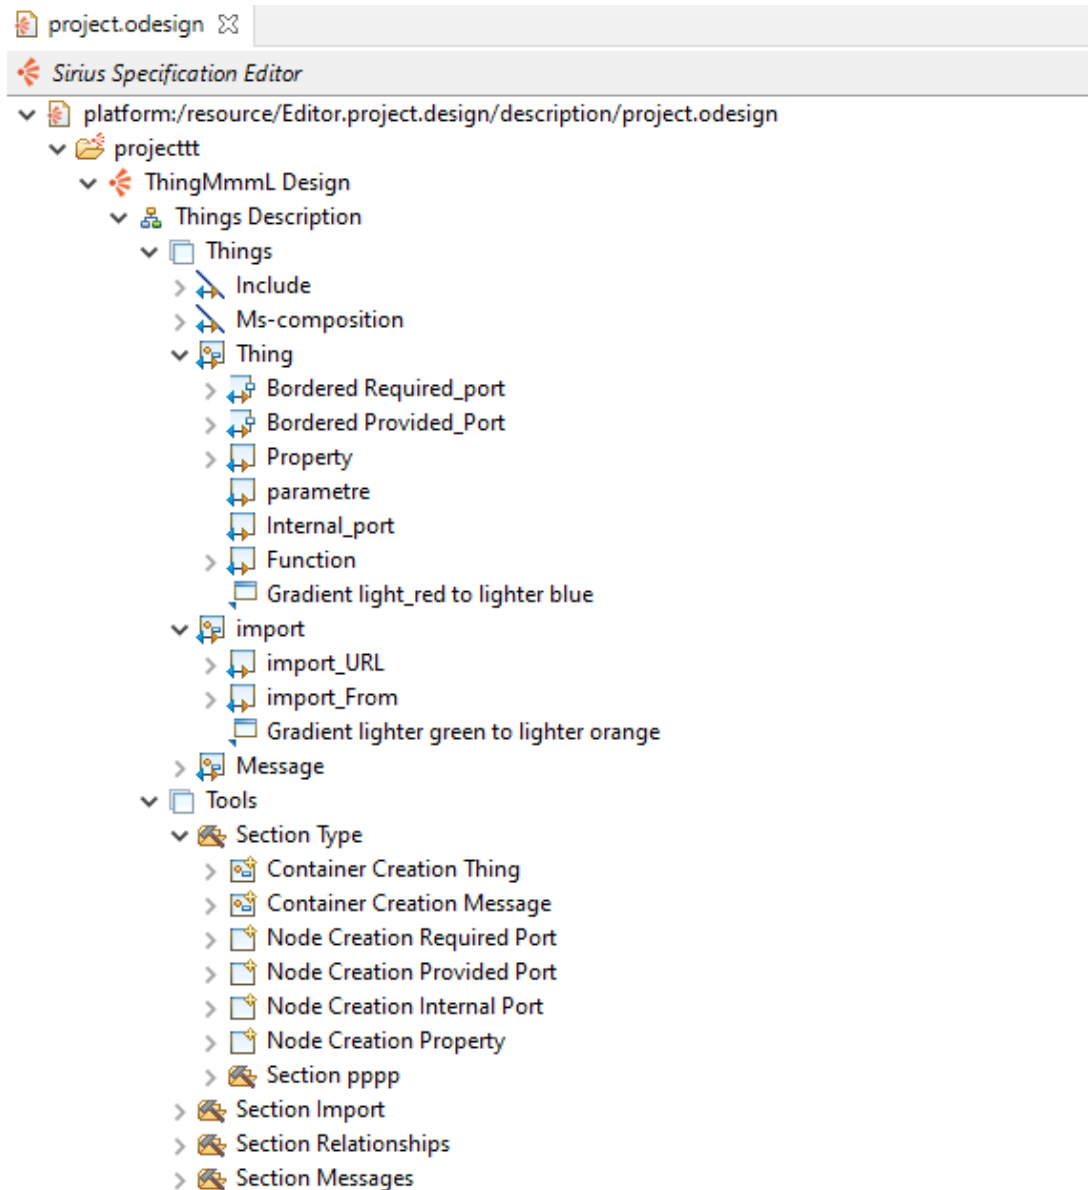 project.odesign
Sirius Specification Editor
platform:/resource/Editor.project.design/description/project.odesign
projecttt
ThingMmmL Design
Things Description
Things
Include
Ms-composition
Thing
Bordered Required_port
Bordered Provided_Port
Property
parametre
Internal_port
Function
Gradient light_red to lighter blue
import
import_URL
import_From
Gradient lighter green to lighter orange
Message
Tools
Section Type
Container Creation Thing
Container Creation Message
Node Creation Required Port
Node Creation Provided Port
Node Creation Internal Port
Node Creation Property
Section pppp
Section Import
Section Relationships
Section Messages